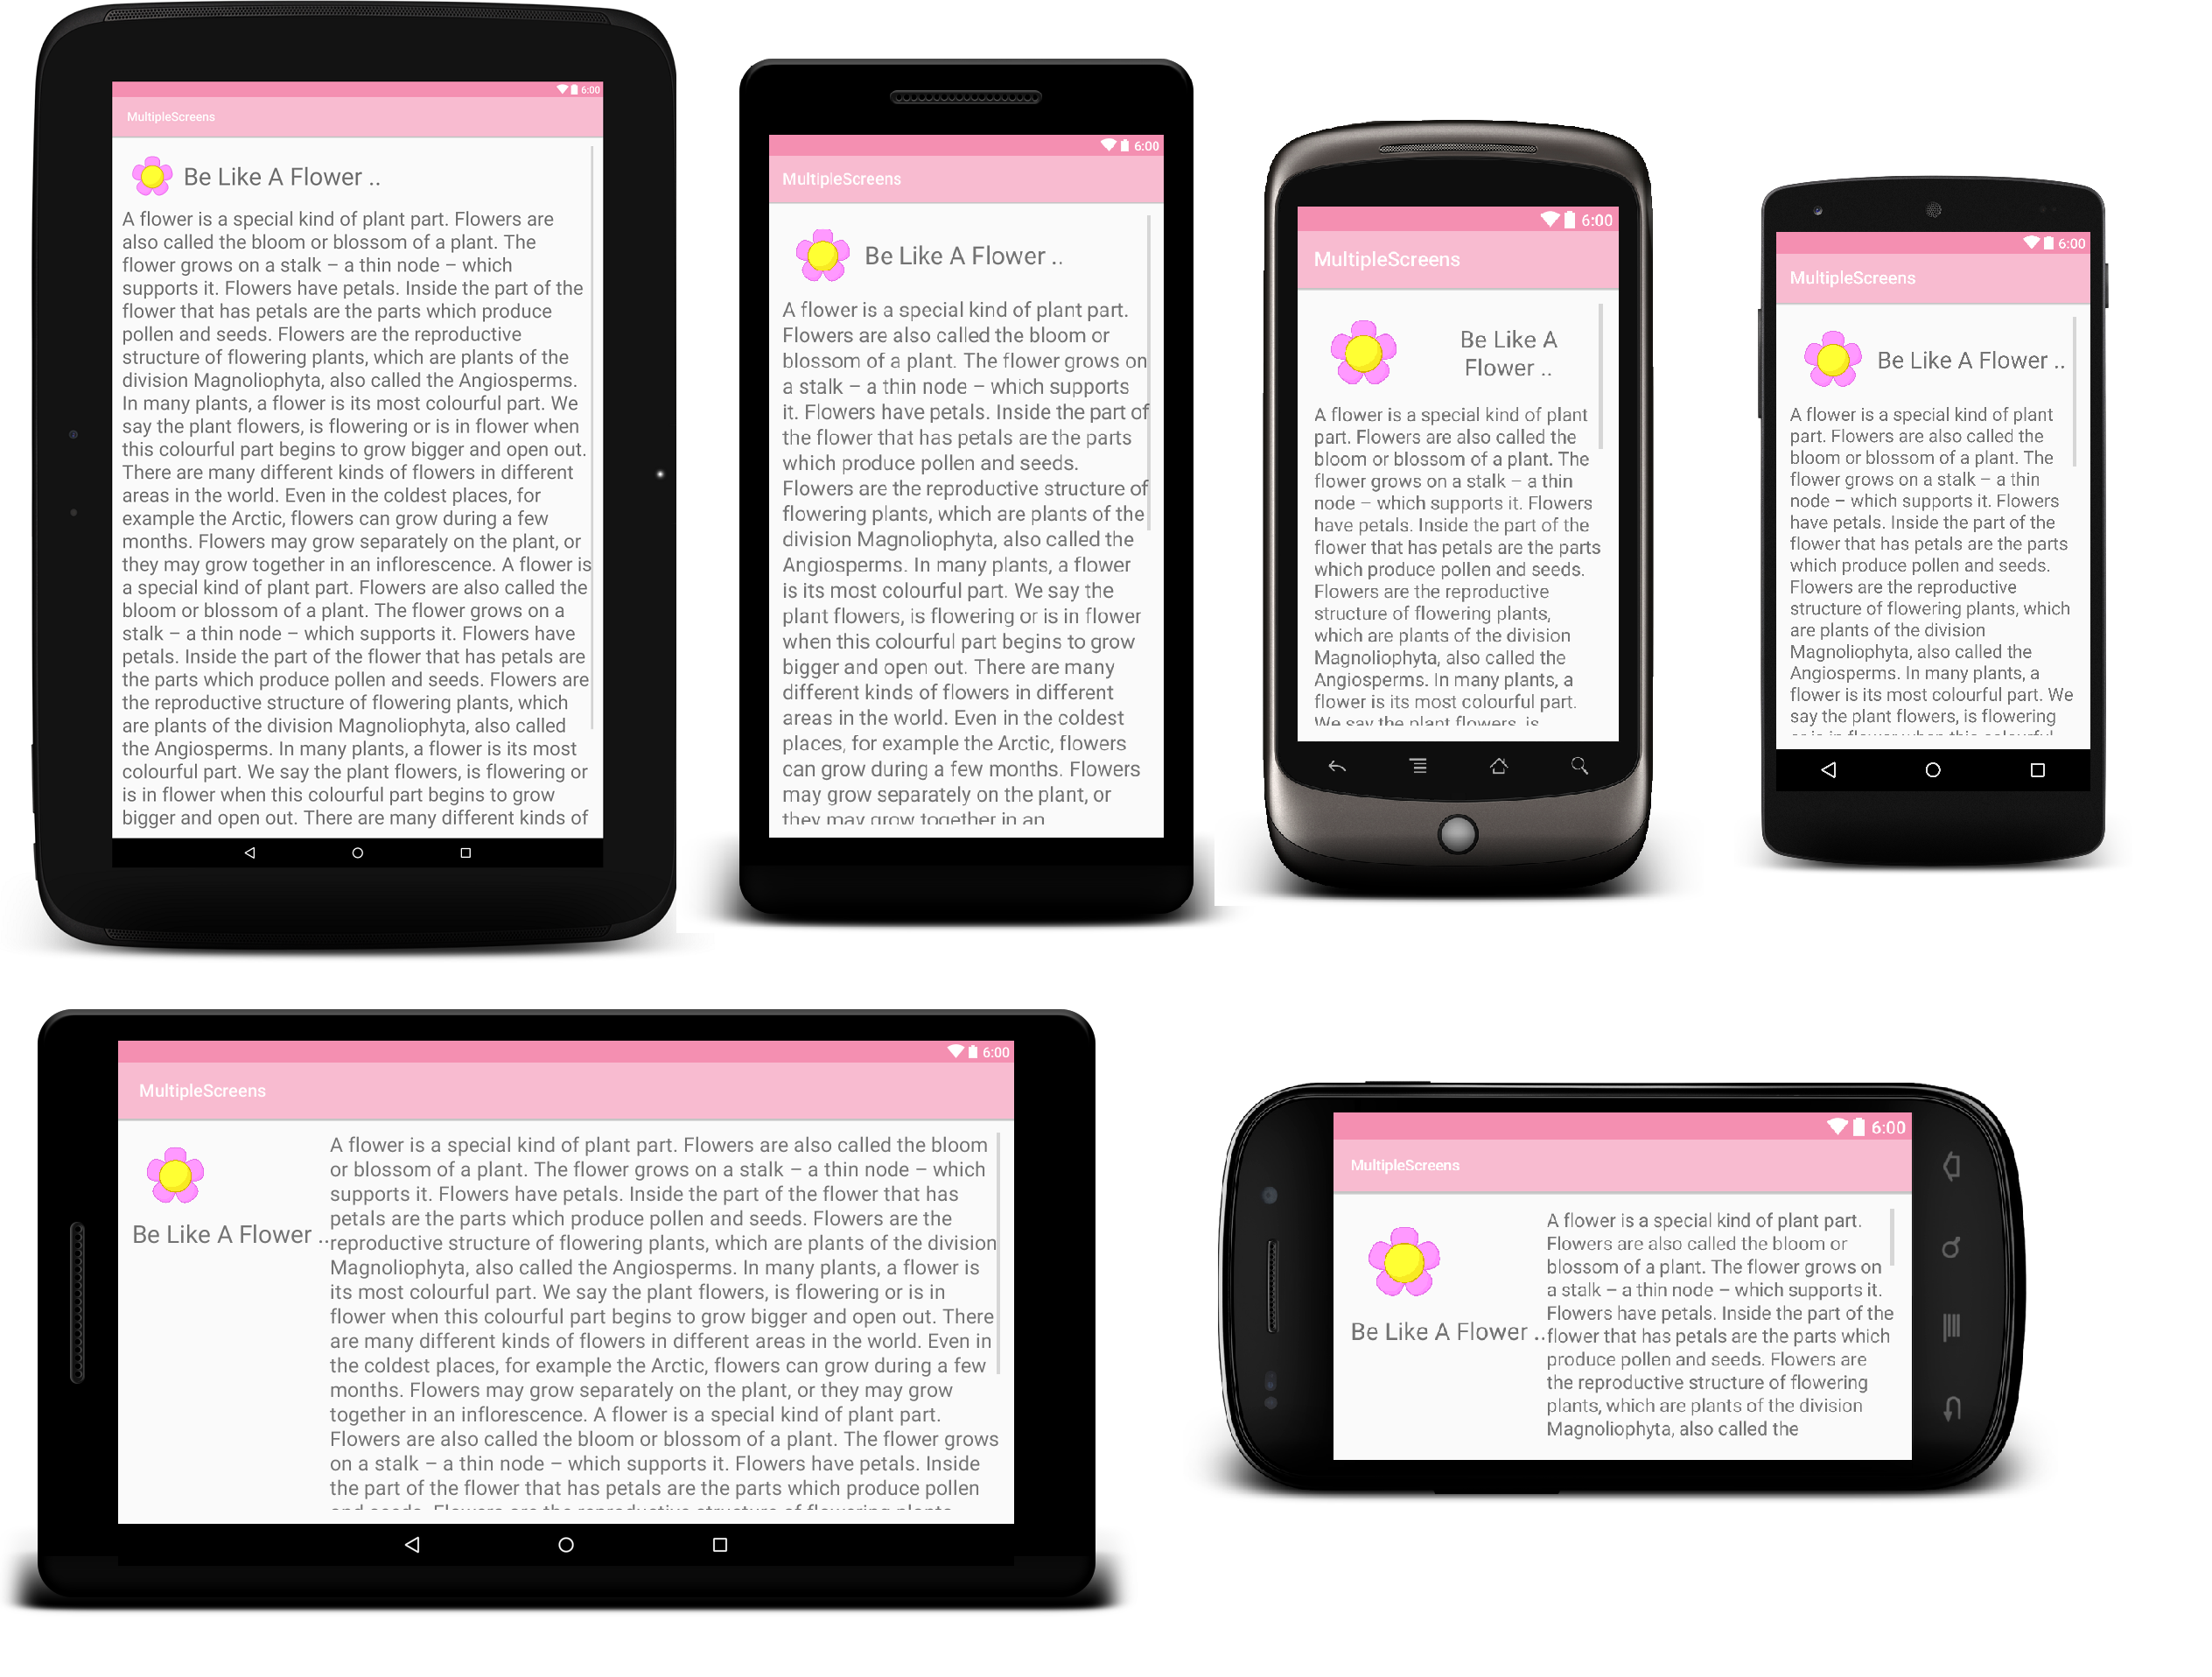 6:00
MultipleScreens
Be Like A Flower ..
A flower is a special kind of plant part. Flowers are
also called the bloom or blossom of a plant. The
flower grows on a stalk – a thin node – which
supports it. Flowers have petals. Inside the part of the
flower that has petals are the parts which produce
pollen and seeds. Flowers are the reproductive
structure of flowering plants, which are plants of the
division Magnoliophyta, also called the Angiosperms.
In many plants, a flower is its most colourful part. We
say the plant flowers, is flowering or is in flower when
this colourful part begins to grow bigger and open out.
There are many different kinds of flowers in different
areas in the world. Even in the coldest places, for
example the Arctic, flowers can grow during a few
months. Flowers may grow separately on the plant, or
they may grow together in an inflorescence. A flower is
a special kind of plant part. Flowers are also called the
bloom or blossom of a plant. The flower grows on a
stalk – a thin node – which supports it. Flowers have
petals. Inside the part of the flower that has petals are
the parts which produce pollen and seeds. Flowers are
the reproductive structure of flowering plants, which
are plants of the division Magnoliophyta, also called
the Angiosperms. In many plants, a flower is its most
colourful part. We say the plant flowers, is flowering or
is in flower when this colourful part begins to grow
bigger and open out. There are many different kinds of
6:00
MultipleScreens
Be Like A Flower ..
A flower is a special kind of plant part.
Flowers are also called the bloom or
blossom of a plant. The flower grows on
a stalk – a thin node – which supports
it. Flowers have petals. Inside the part of
the flower that has petals are the parts
which produce pollen and seeds.
Flowers are the reproductive structure of
flowering plants, which are plants of the
division Magnoliophyta, also called the
Angiosperms. In many plants, a flower
is its most colourful part. We say the
plant flowers, is flowering or is in flower
when this colourful part begins to grow
bigger and open out. There are many
different kinds of flowers in different
areas in the world. Even in the coldest
places, for example the Arctic, flowers
can grow during a few months. Flowers
may grow separately on the plant, or
they may grow together in an
6:00
MultipleScreens
Be Like A
Flower ..
A flower is a special kind of plant
part. Flowers are also called the
bloom or blossom of a plant. The
flower grows on a stalk – a thin
node – which supports it. Flowers
have petals. Inside the part of the
flower that has petals are the parts
which produce pollen and seeds.
Flowers are the reproductive
structure of flowering plants,
which are plants of the division
Magnoliophyta, also called the
Angiosperms. In many plants, a
flower is its most colourful part.
We say the plant flowers, is
6:00
MultipleScreens
Be Like A Flower ..
A flower is a special kind of plant
part. Flowers are also called the
bloom or blossom of a plant. The
flower grows on a stalk – a thin
node – which supports it. Flowers
have petals. Inside the part of the
flower that has petals are the parts
which produce pollen and seeds.
Flowers are the reproductive
structure of flowering plants, which
are plants of the division
Magnoliophyta, also called the
Angiosperms. In many plants, a
flower is its most colourful part. We
say the plant flowers, is flowering
or is in flower when this colourful
6:00
MultipleScreens
Be Like A Flower ..
A flower is a special kind of plant part. Flowers are also called the bloom
or blossom of a plant. The flower grows on a stalk – a thin node – which
supports it. Flowers have petals. Inside the part of the flower that has
petals are the parts which produce pollen and seeds. Flowers are the
reproductive structure of flowering plants, which are plants of the division
Magnoliophyta, also called the Angiosperms. In many plants, a flower is
its most colourful part. We say the plant flowers, is flowering or is in
flower when this colourful part begins to grow bigger and open out. There
are many different kinds of flowers in different areas in the world. Even in
the coldest places, for example the Arctic, flowers can grow during a few
months. Flowers may grow separately on the plant, or they may grow
together in an inflorescence. A flower is a special kind of plant part.
Flowers are also called the bloom or blossom of a plant. The flower grows
on a stalk – a thin node – which supports it. Flowers have petals. Inside
the part of the flower that has petals are the parts which produce pollen
and seeds. Flowers are the reproductive structure of flowering plants
6:00
MultipleScreens
Be Like A Flower ..
A flower is a special kind of plant part.
Flowers are also called the bloom or
blossom of a plant. The flower grows on
a stalk – a thin node – which supports it.
Flowers have petals. Inside the part of the
flower that has petals are the parts which
produce pollen and seeds. Flowers are
the reproductive structure of flowering
plants, which are plants of the division
Magnoliophyta, also called the